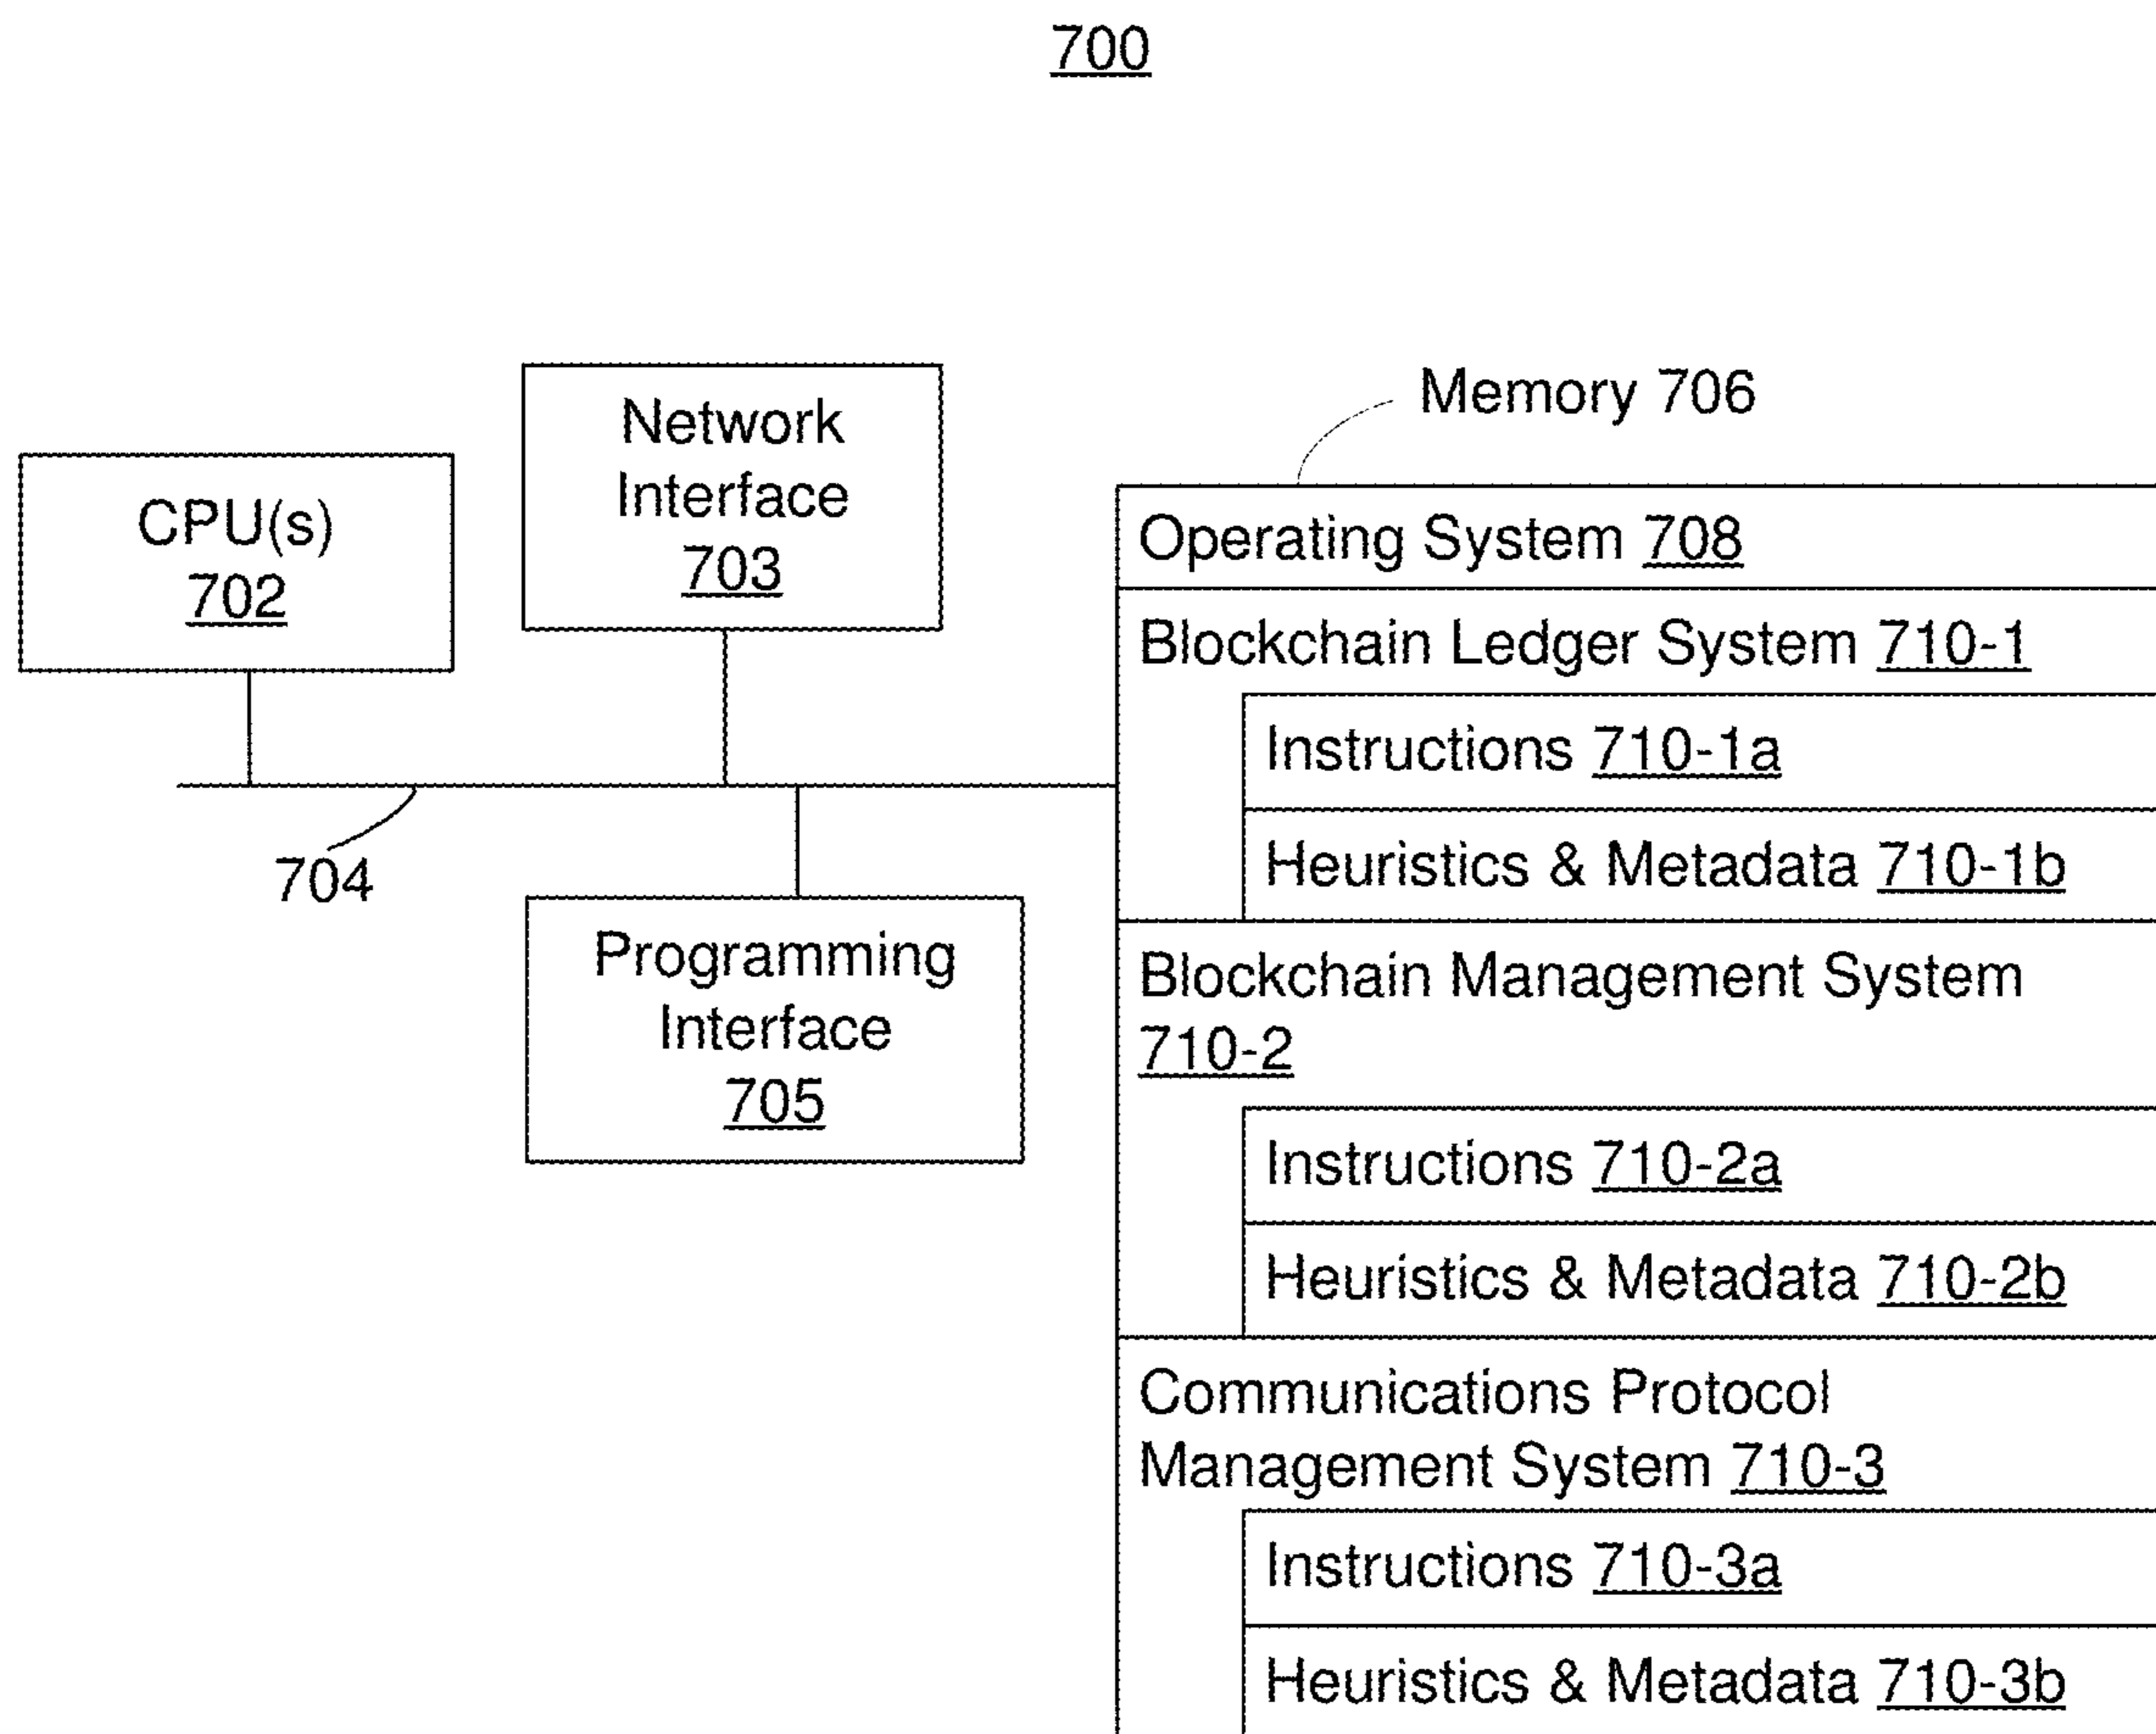 700
CPU(s)
702
Network
Interface
703
704
Programming
Interface
705
Memory 706
Operating System 708
Blockchain Ledger System 710-1
Instructions 710-1a
Heuristics & Metadata 710-1b
Blockchain Management System
710-2
Instructions 710-2a
Heuristics & Metadata 710-2b
Communications Protocol
Management System 710-3
Instructions 710-3a
Heuristics & Metadata 710-3b